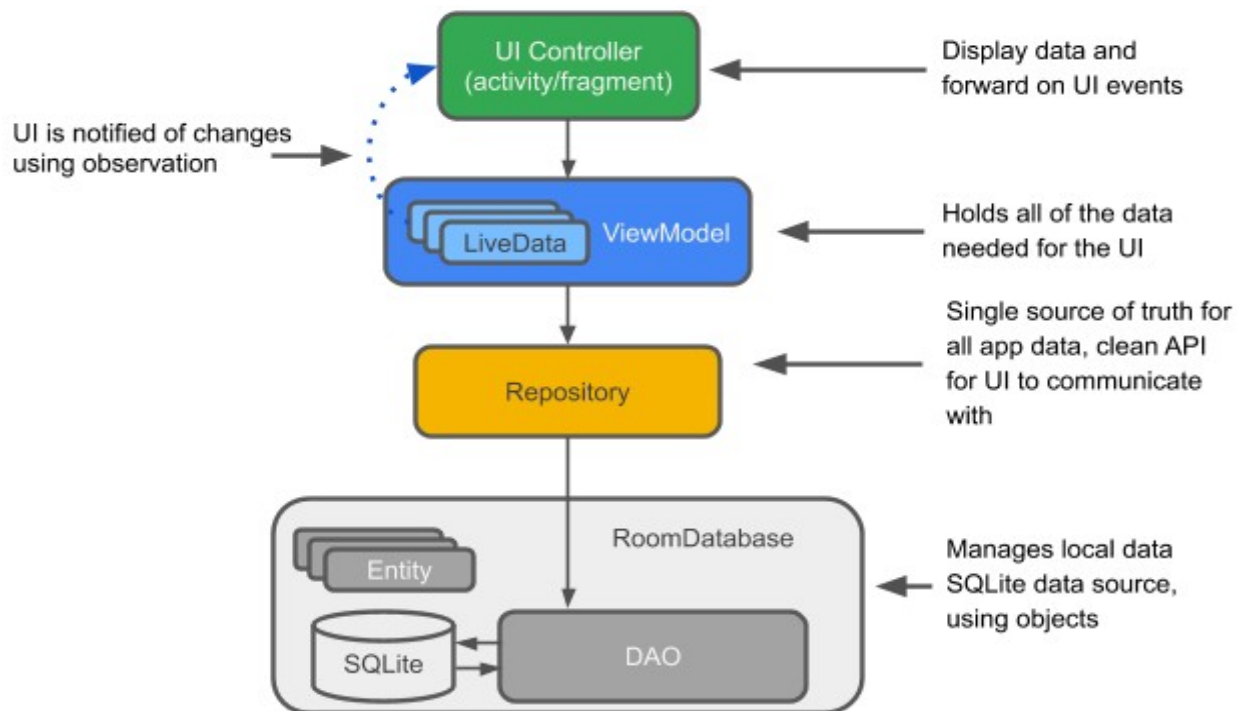 UI Controller
(activity/fragment)
Display data and
forward on UI events
UI is notified of changes
using observation
LiveData
ViewModel
Holds all of the data
needed for the UI
Repository
Single source of truth for
all app data, clean API
for UI to communicate
with
RoomDatabase
Entity
SQLite
DAO
Manages local data
SQLite data source,
using objects